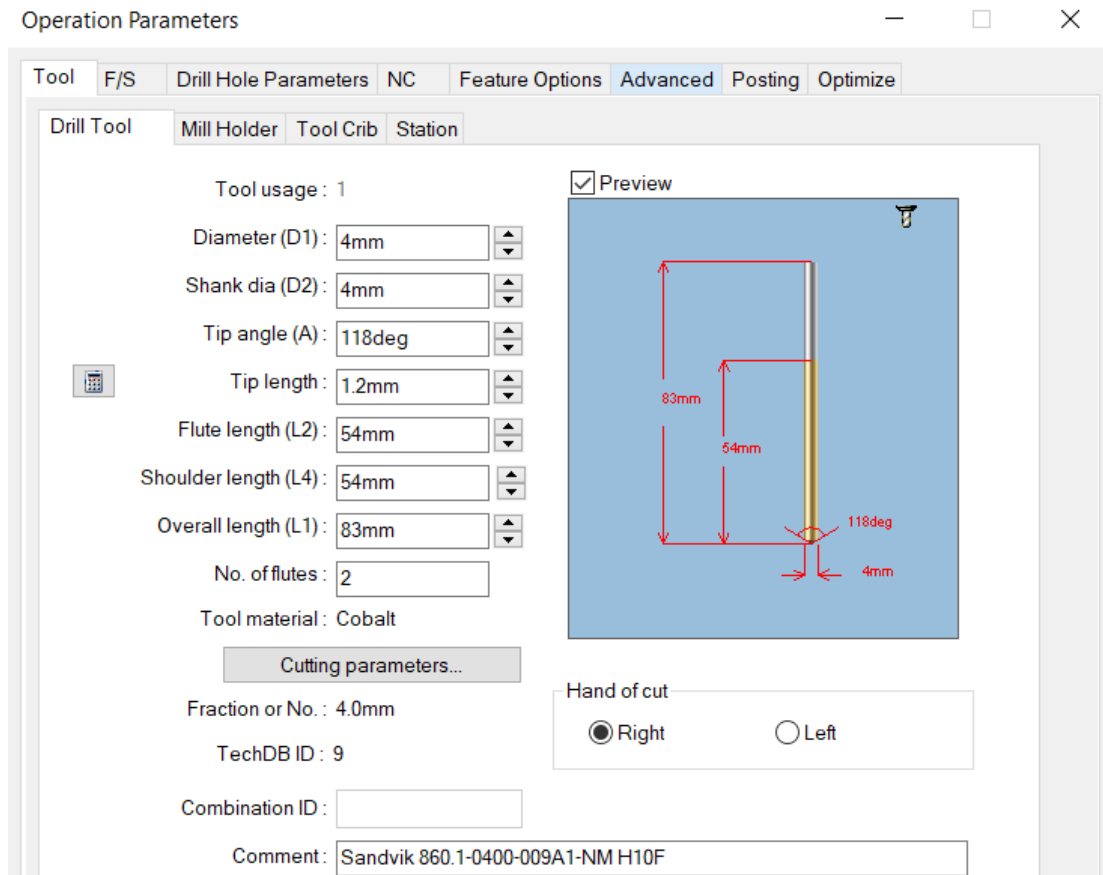 Operation Parameters
Tool F/S Drill Hole Parameters NC Feature Options Advanced Posting Optimize
Drill Tool Mill Holder Tool Crib Station
Tool usage : 1
Preview
Diameter (D1) : 4mm
Shank dia (D2) : 4mm
Tip angle (A) : 118deg
Tip length : 1.2mm
Flute length (L2) : 54mm
Shoulder length (L4) : 54mm
Overall length (L1) : 83mm
No. of flutes : 2
Tool material : Cobalt
83mm
54mm
118deg
4mm
Cutting parameters...
Hand of cut
Right Left
Fraction or No. : 4.0mm
TechDB ID : 9
Combination ID :
Comment : Sandvik 860.1-0400-009A1-NM H10F